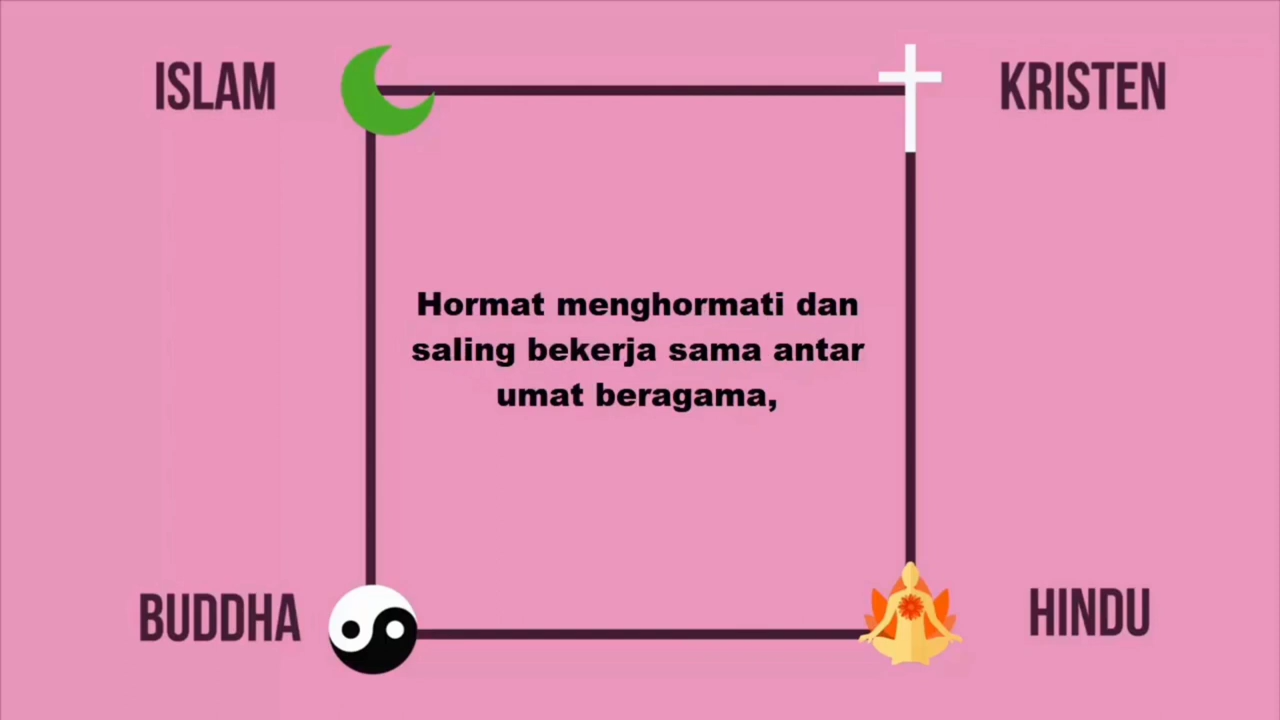 ISLAM
KRISTEN
Hormat menghormati dan
saling bekerja sama antar
umat beragama,
BUDDHA
HINDU